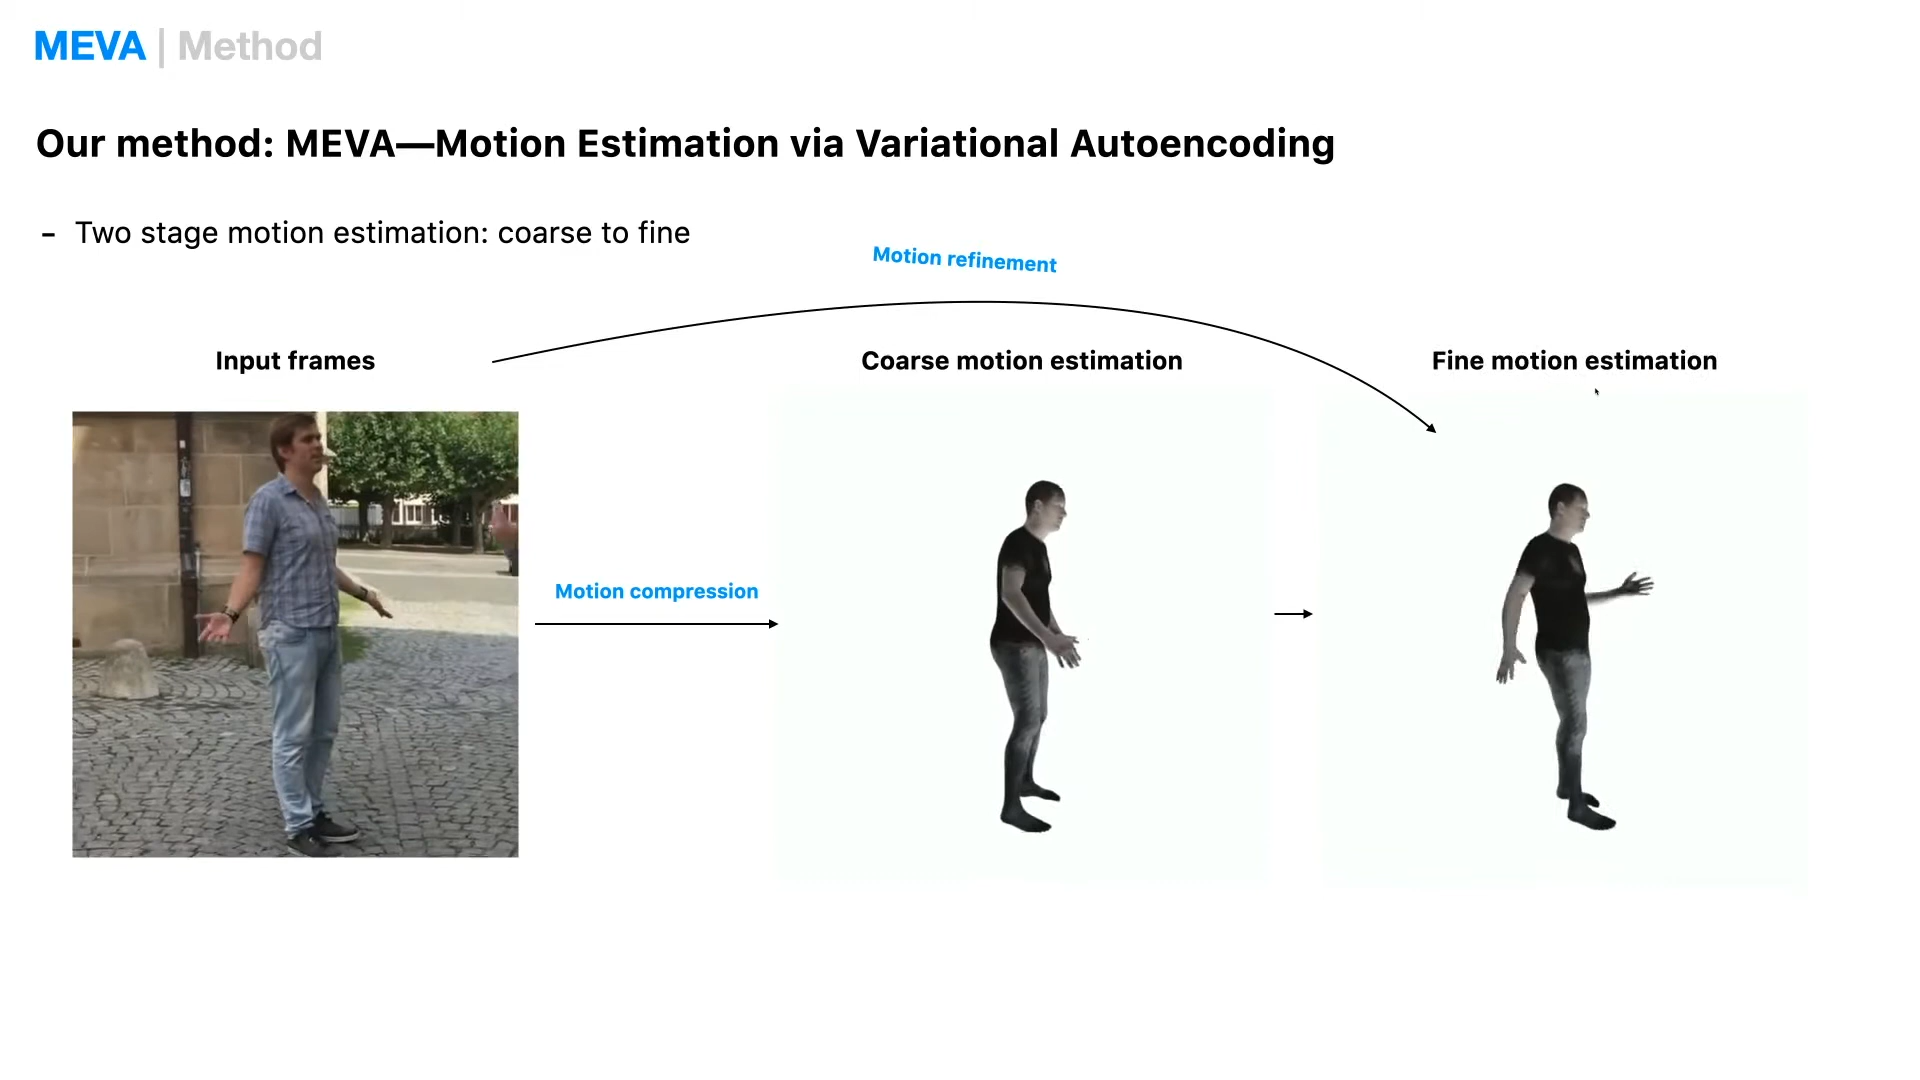 MEVA | Method
Our method: MEVA—Motion Estimation via Variational Autoencoding
- Two stage motion estimation: coarse to fine
Motion refinement
Input frames
Coarse motion estimation
Fine motion estimation
Motion compression